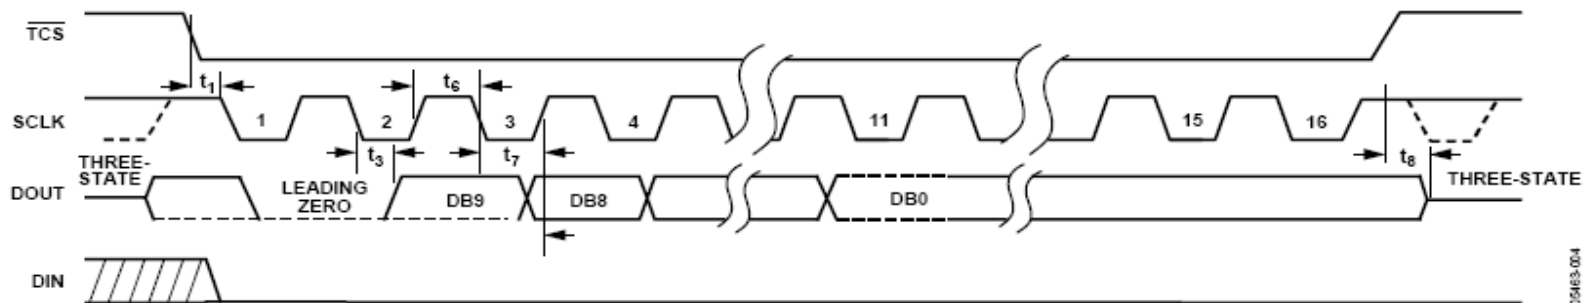 TCS
t1
t6
SCLK
1
2
3
4
11
15
16
t3
t7
t8
THREE-
STATE
LEADING
ZERO
THREE-STATE
DOUT
DB9
DB8
DB0
DIN
05463-004